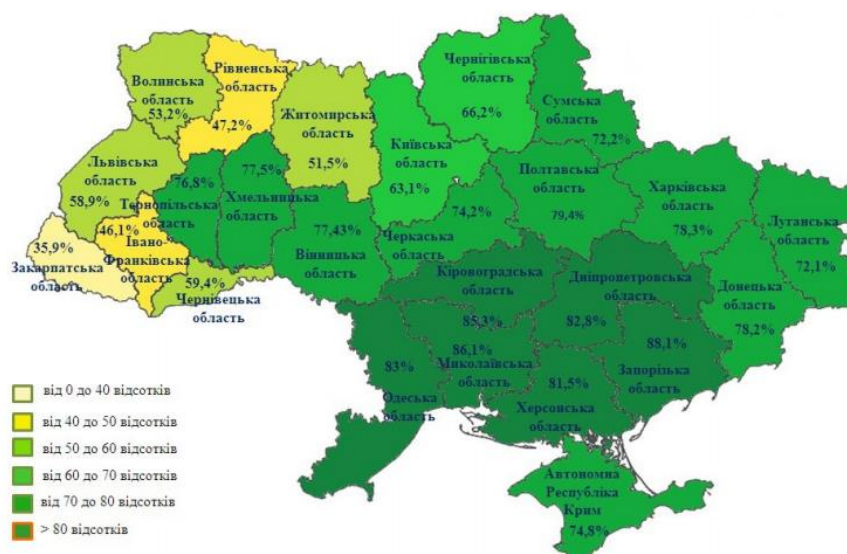 Волинська
область
53,2%
Рівненська
область
47,2%
Житомирська
область
51,5%
Київська
область
63,1%
Чернігівська
область
66,2%
Сумська
область
72,2%
Львівська
область
58,9%
76,8%
Тернопільська
область
77,5%
Хмельницька
область
77,43%
Вінницька
область
74,2%
Черкаська
область
Полтавська
область
79,4%
Харківська
область
78,3%
Луганська
область
72,1%
Донецька
область
78,2%
35,9%
Закарпатська
область
46,1%
Івано-
Франківська
область
59,4%
Чернівецька
область
Кіровоградська
область
85,3%
Дніпропетровська
область
82,8%
83%
Одеська
область
86,1%
Миколаївська
область
81,5%
Херсонська
область
88,1%
Запорізька
область
Автономна
Республіка
Крим
74,8%
від 0 до 40 відсотків
від 40 до 50 відсотків
від 50 до 60 відсотків
від 60 до 70 відсотків
від 70 до 80 відсотків
> 80 відсотків